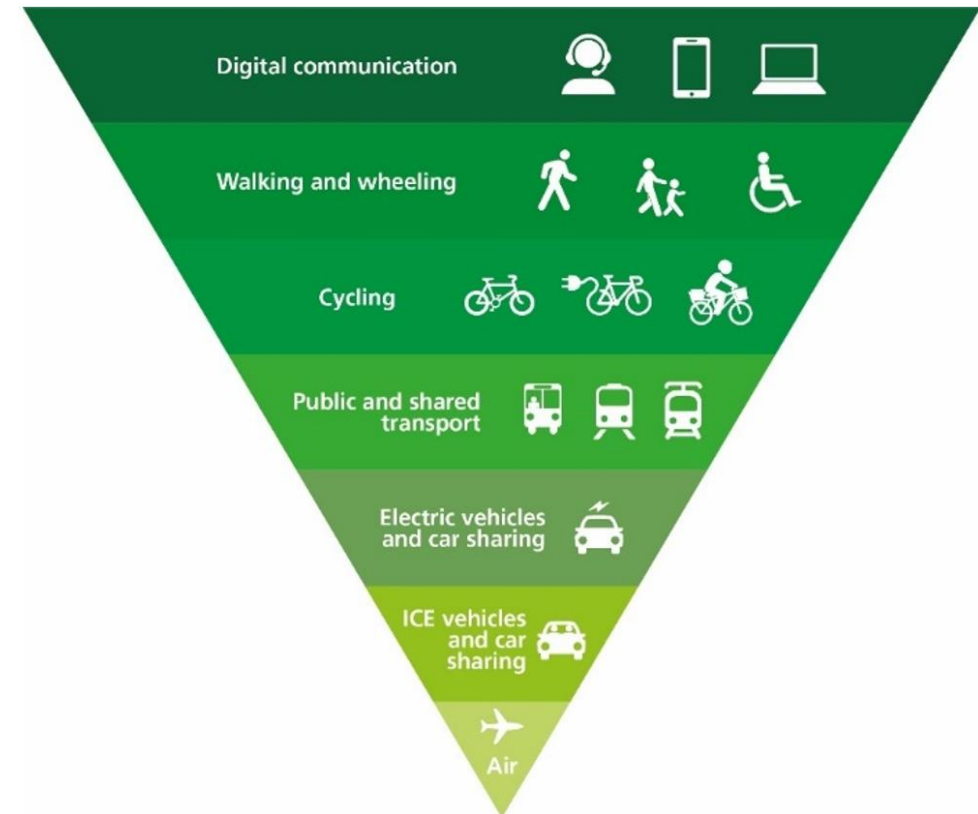 Digital communication
Walking and wheeling
Cycling
Public and shared
transport
Electric vehicles
and car sharing
ICE vehicles
and car
sharing
Air